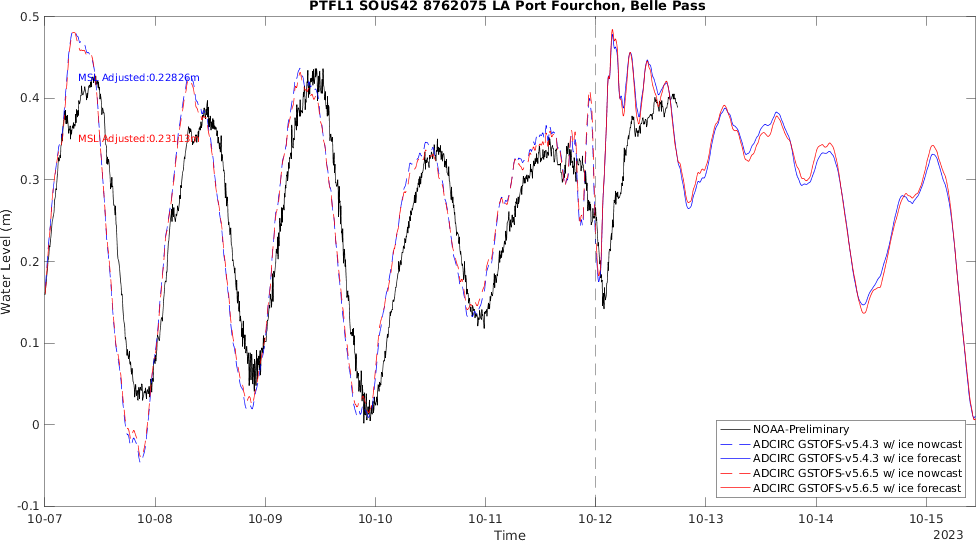 PTFL1 SOUS42 8762075 LA Port Fourchon, Belle Pass
0.5
0.4
0.3
0.2
0.1
0
-0.1
Water Level (m)
MSL Adjusted:0.22826m
MSL Adjusted:0.23113m
NOAA-Preliminary
ADCIRC GSTOFS-v5.4.3 w/ ice nowcast
ADCIRC GSTOFS-v5.4.3 w/ ice forecast
ADCIRC GSTOFS-v5.6.5 w/ ice nowcast
ADCIRC GSTOFS-v5.6.5 w/ ice forecast
10-07 10-08 10-09 10-10 10-11 10-12 10-13 10-14 10-15
Time
2023